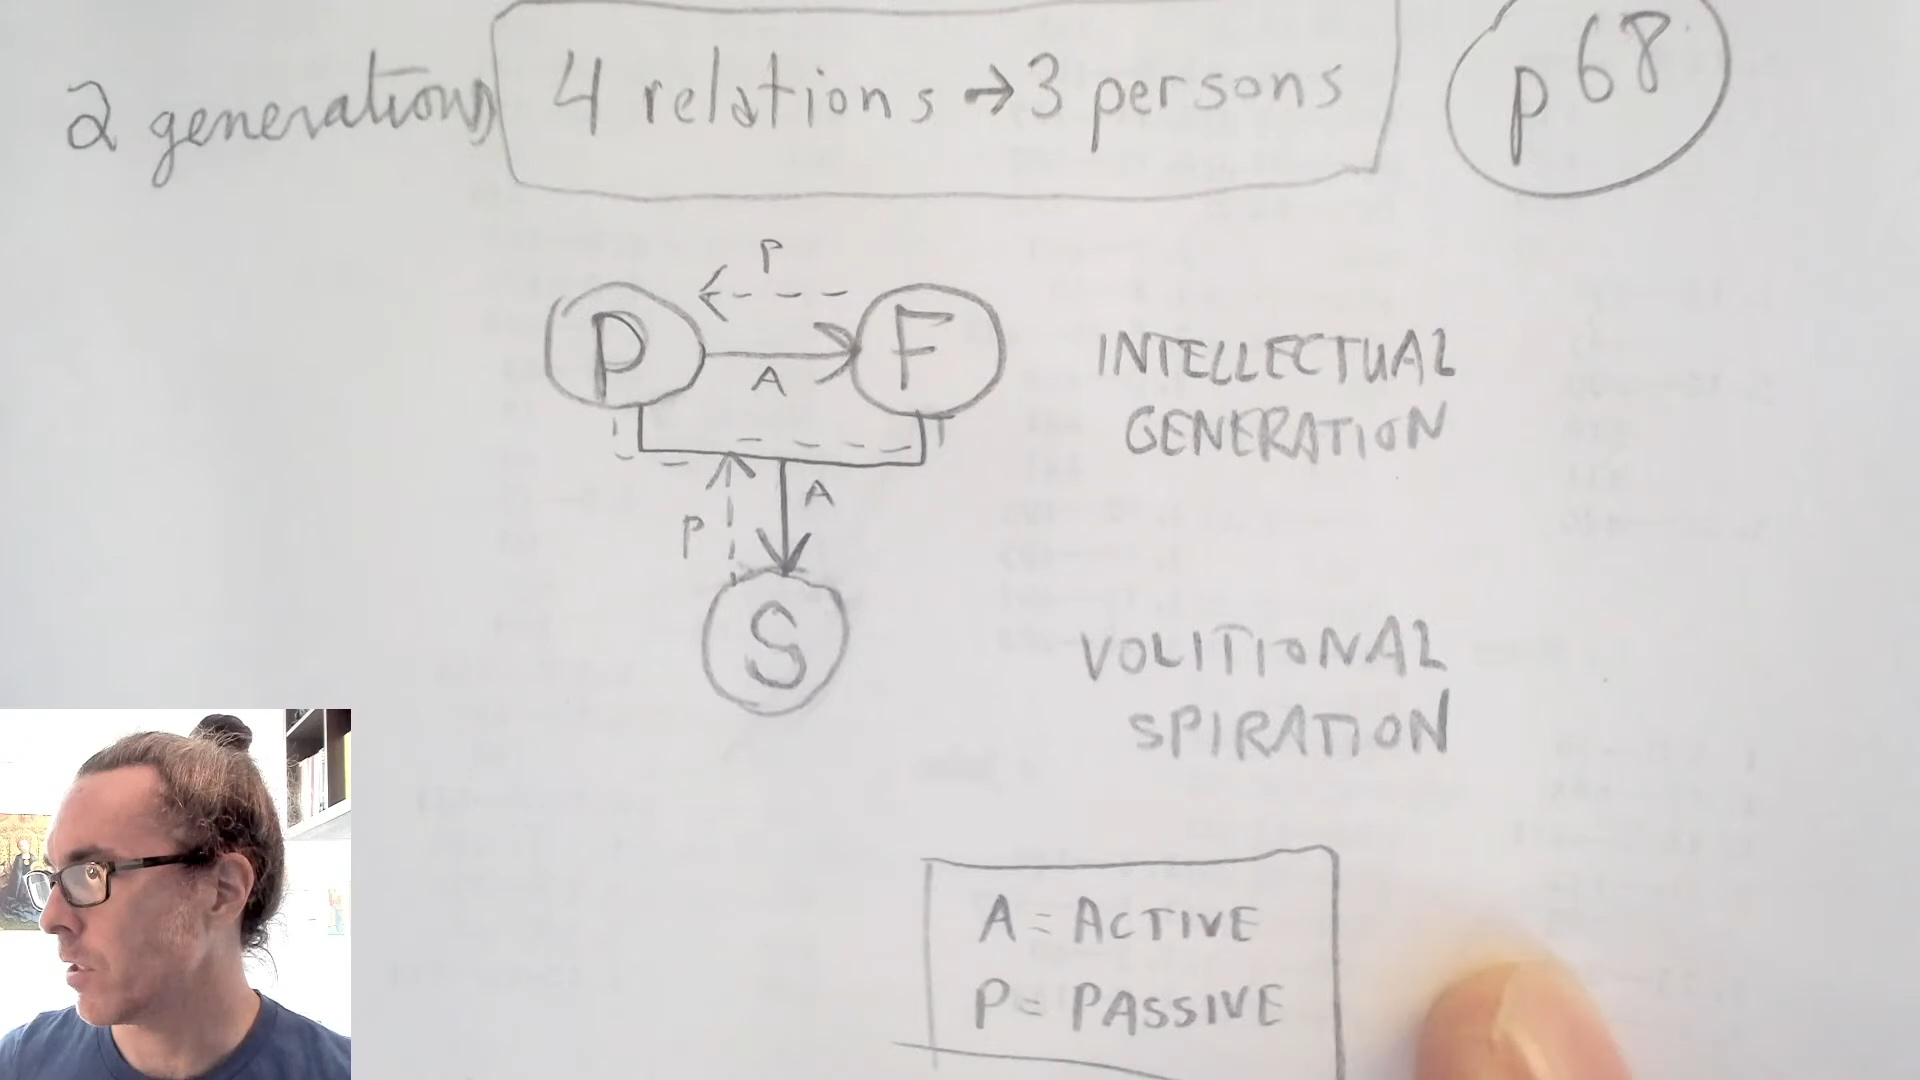 2 generations
4 relations → 3 persons
p 68
P
P
A
F
INTELLECTUAL
GENERATION
P
A
S
VOLITIONAL
SPIRATION
A = ACTIVE
P = PASSIVE